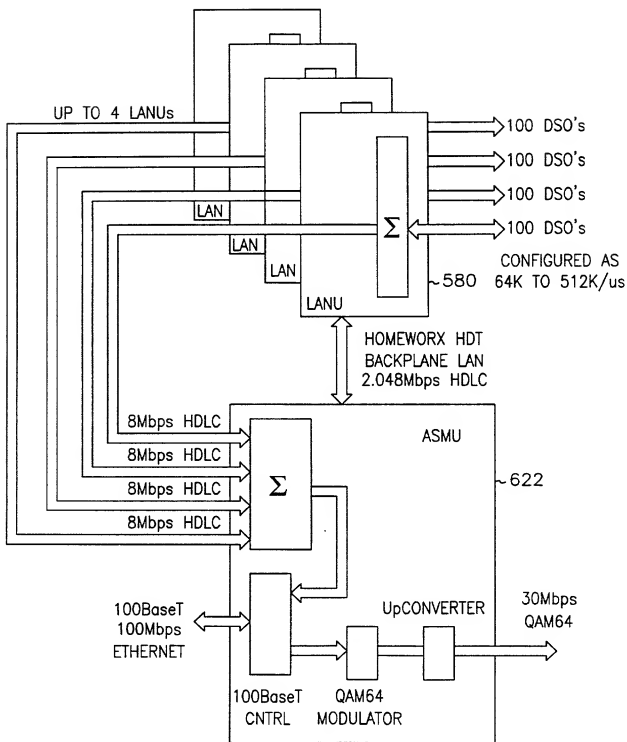 UP TO 4 LANUs
100 DSO's
100 DSO's
100 DSO's
100 DSO's
LAN
LAN
LAN
LANU
Σ
CONFIGURED AS
64K TO 512K/us
580
HOMEWORX HDT
BACKPLANE LAN
2.048Mbps HDLC
8Mbps HDLC
8Mbps HDLC
8Mbps HDLC
8Mbps HDLC
Σ
ASMU
622
100BaseT
100Mbps
ETHERNET
UpCONVERTER
30Mbps
QAM64
100BaseT
CNTRL
QAM64
MODULATOR